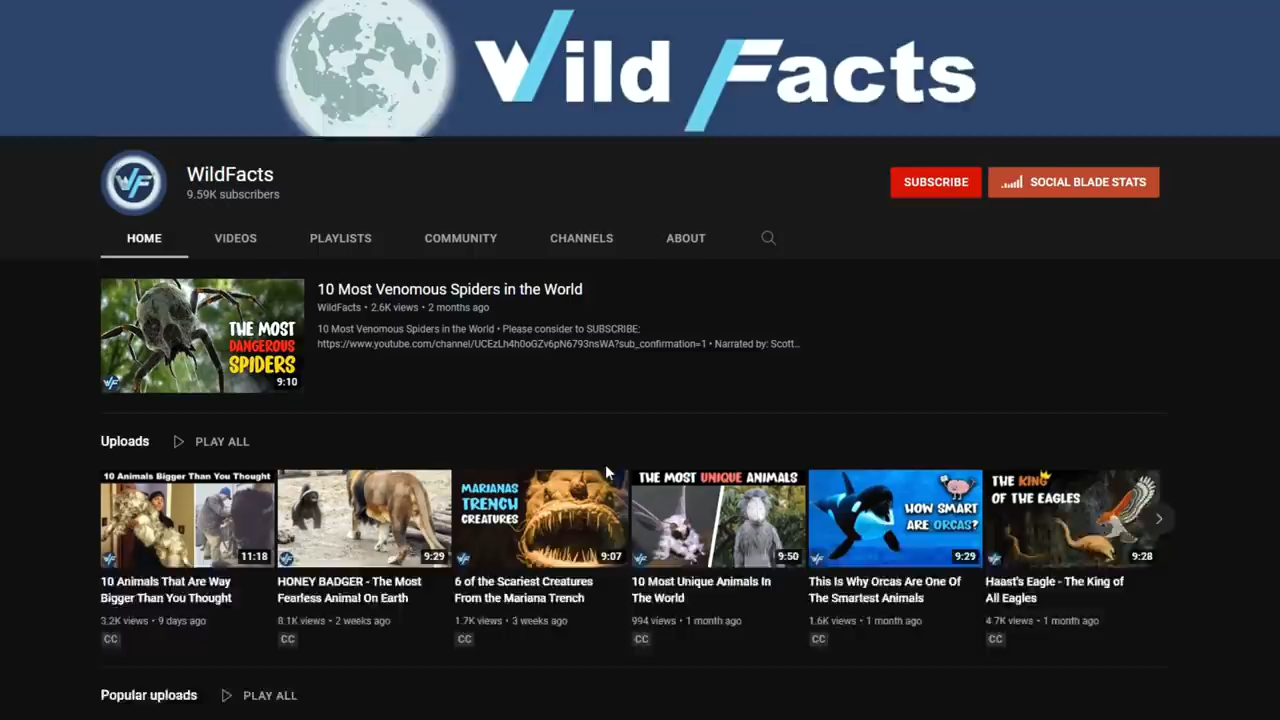 Wild Facts
WF
WildFacts
9.59K subscribers
SUBSCRIBE
SOCIAL BLADE STATS
HOME
VIDEOS
PLAYLISTS
COMMUNITY
CHANNELS
ABOUT
THE MOST
DANGEROUS
SPIDERS
9:10
10 Most Venomous Spiders in the World
WildFacts • 2.6K views • 2 months ago
10 Most Venomous Spiders in the World • Please consider to SUBSCRIBE:
https://www.youtube.com/channel/UCEzLh4h0oGZv6pN6793nsWA?sub_confirmation=1 • Narrated by: Scott...
Uploads
PLAY ALL
10 Animals Bigger Than You Thought
11:18
10 Animals That Are Way
Bigger Than You Thought
3.2K views • 9 days ago
CC
9:29
HONEY BADGER - The Most
Fearless Animal On Earth
8.1K views • 2 weeks ago
CC
MARIANAS
TRENCH
CREATURES
9:07
6 of the Scariest Creatures
From the Mariana Trench
1.7K views • 3 weeks ago
CC
THE MOST UNIQUE ANIMALS
9:50
10 Most Unique Animals In
The World
994 views • 1 month ago
CC
HOW SMART
ARE ORCAS?
9:29
This Is Why Orcas Are One Of
The Smartest Animals
1.6K views • 1 month ago
CC
THE KING
OF THE EAGLES
9:28
Haast's Eagle - The King of
All Eagles
4.7K views • 1 month ago
CC
Popular uploads
PLAY ALL